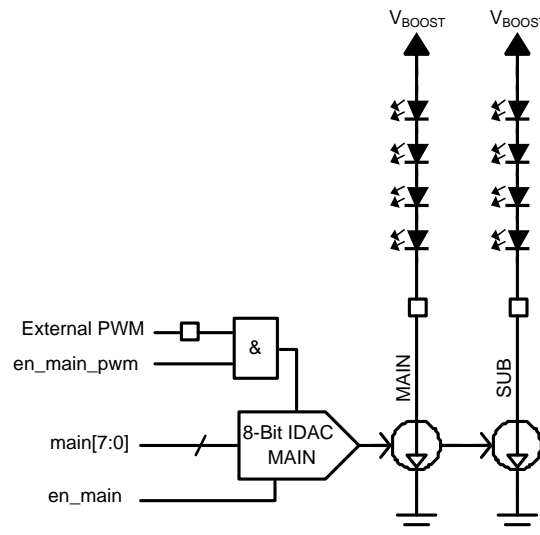 VBOOST VBOOST
External PWM
&
en_main_pwm
MAIN
SUB
main[7:0]
8-Bit IDAC
MAIN
en_main